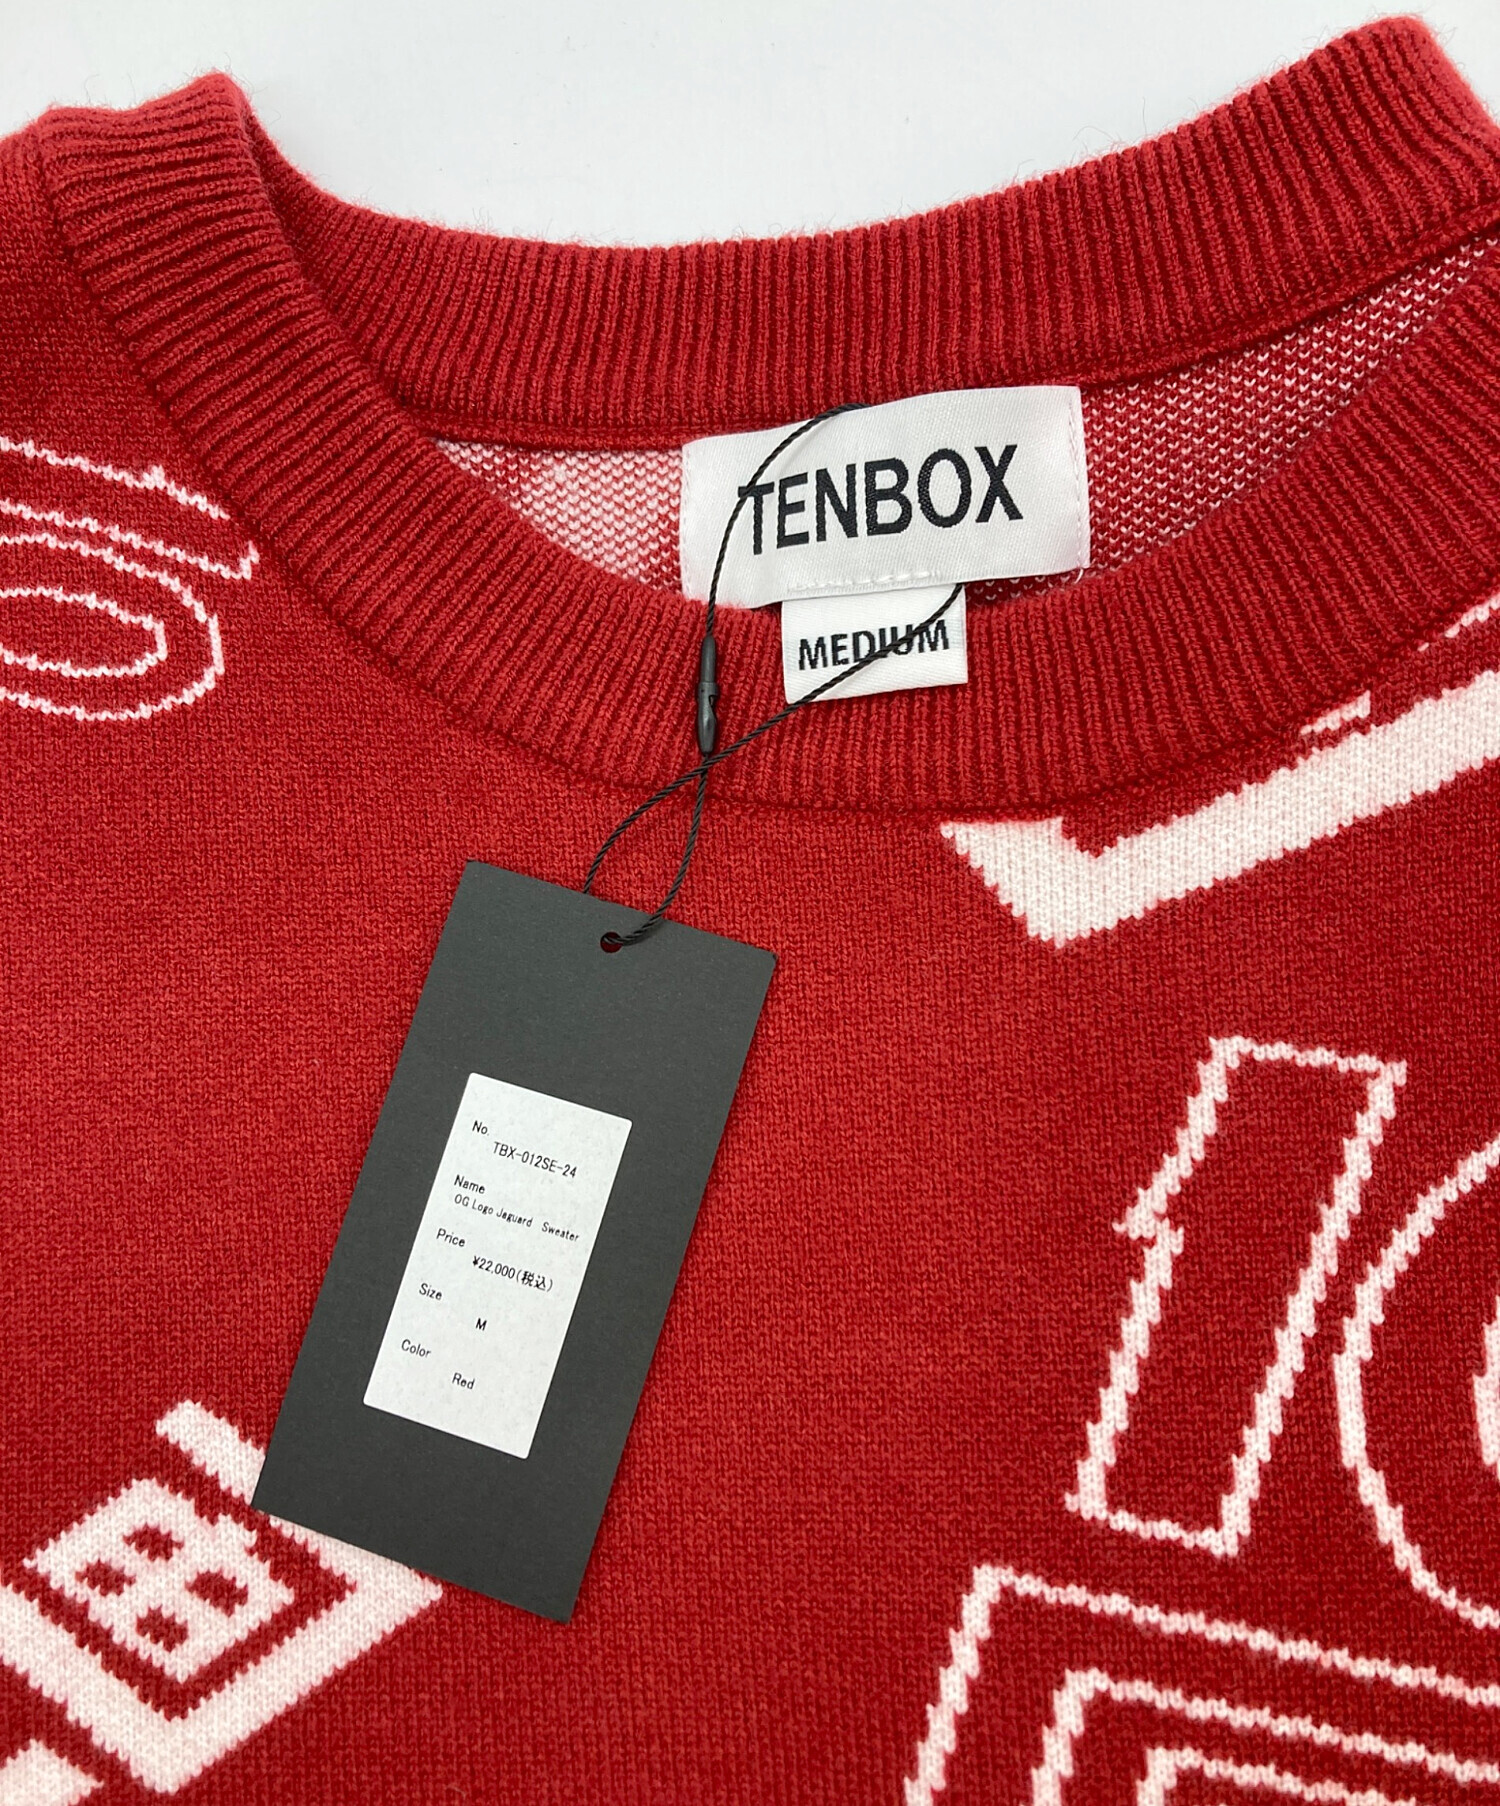 TENBOX
MEDIUM
No.
TBX-012SE-24
Name
OG Logo Jaguard Sweater
Price
¥22,000(税込)
Size
M
Color
Red